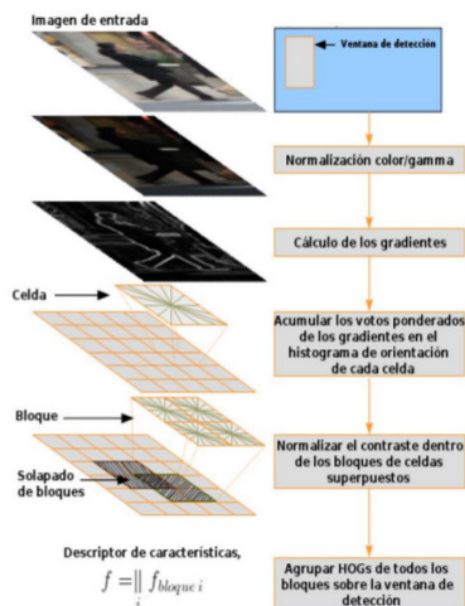 Imagen de entrada
Ventana de
detección
Normalización color/gamma
Cálculo de los gradientes
Celda
Acumular los votos ponderados
de los gradientes en el
histograma de orientación
de cada celda
Bloque
Normalizar el contraste dentro
de los bloques de celdas
superpuestos
Solapado
de bloques
Descriptor de características,
f = ||_i f_{bloque i}
Agrupar HOGs de todos los
bloques sobre la ventana de
detección